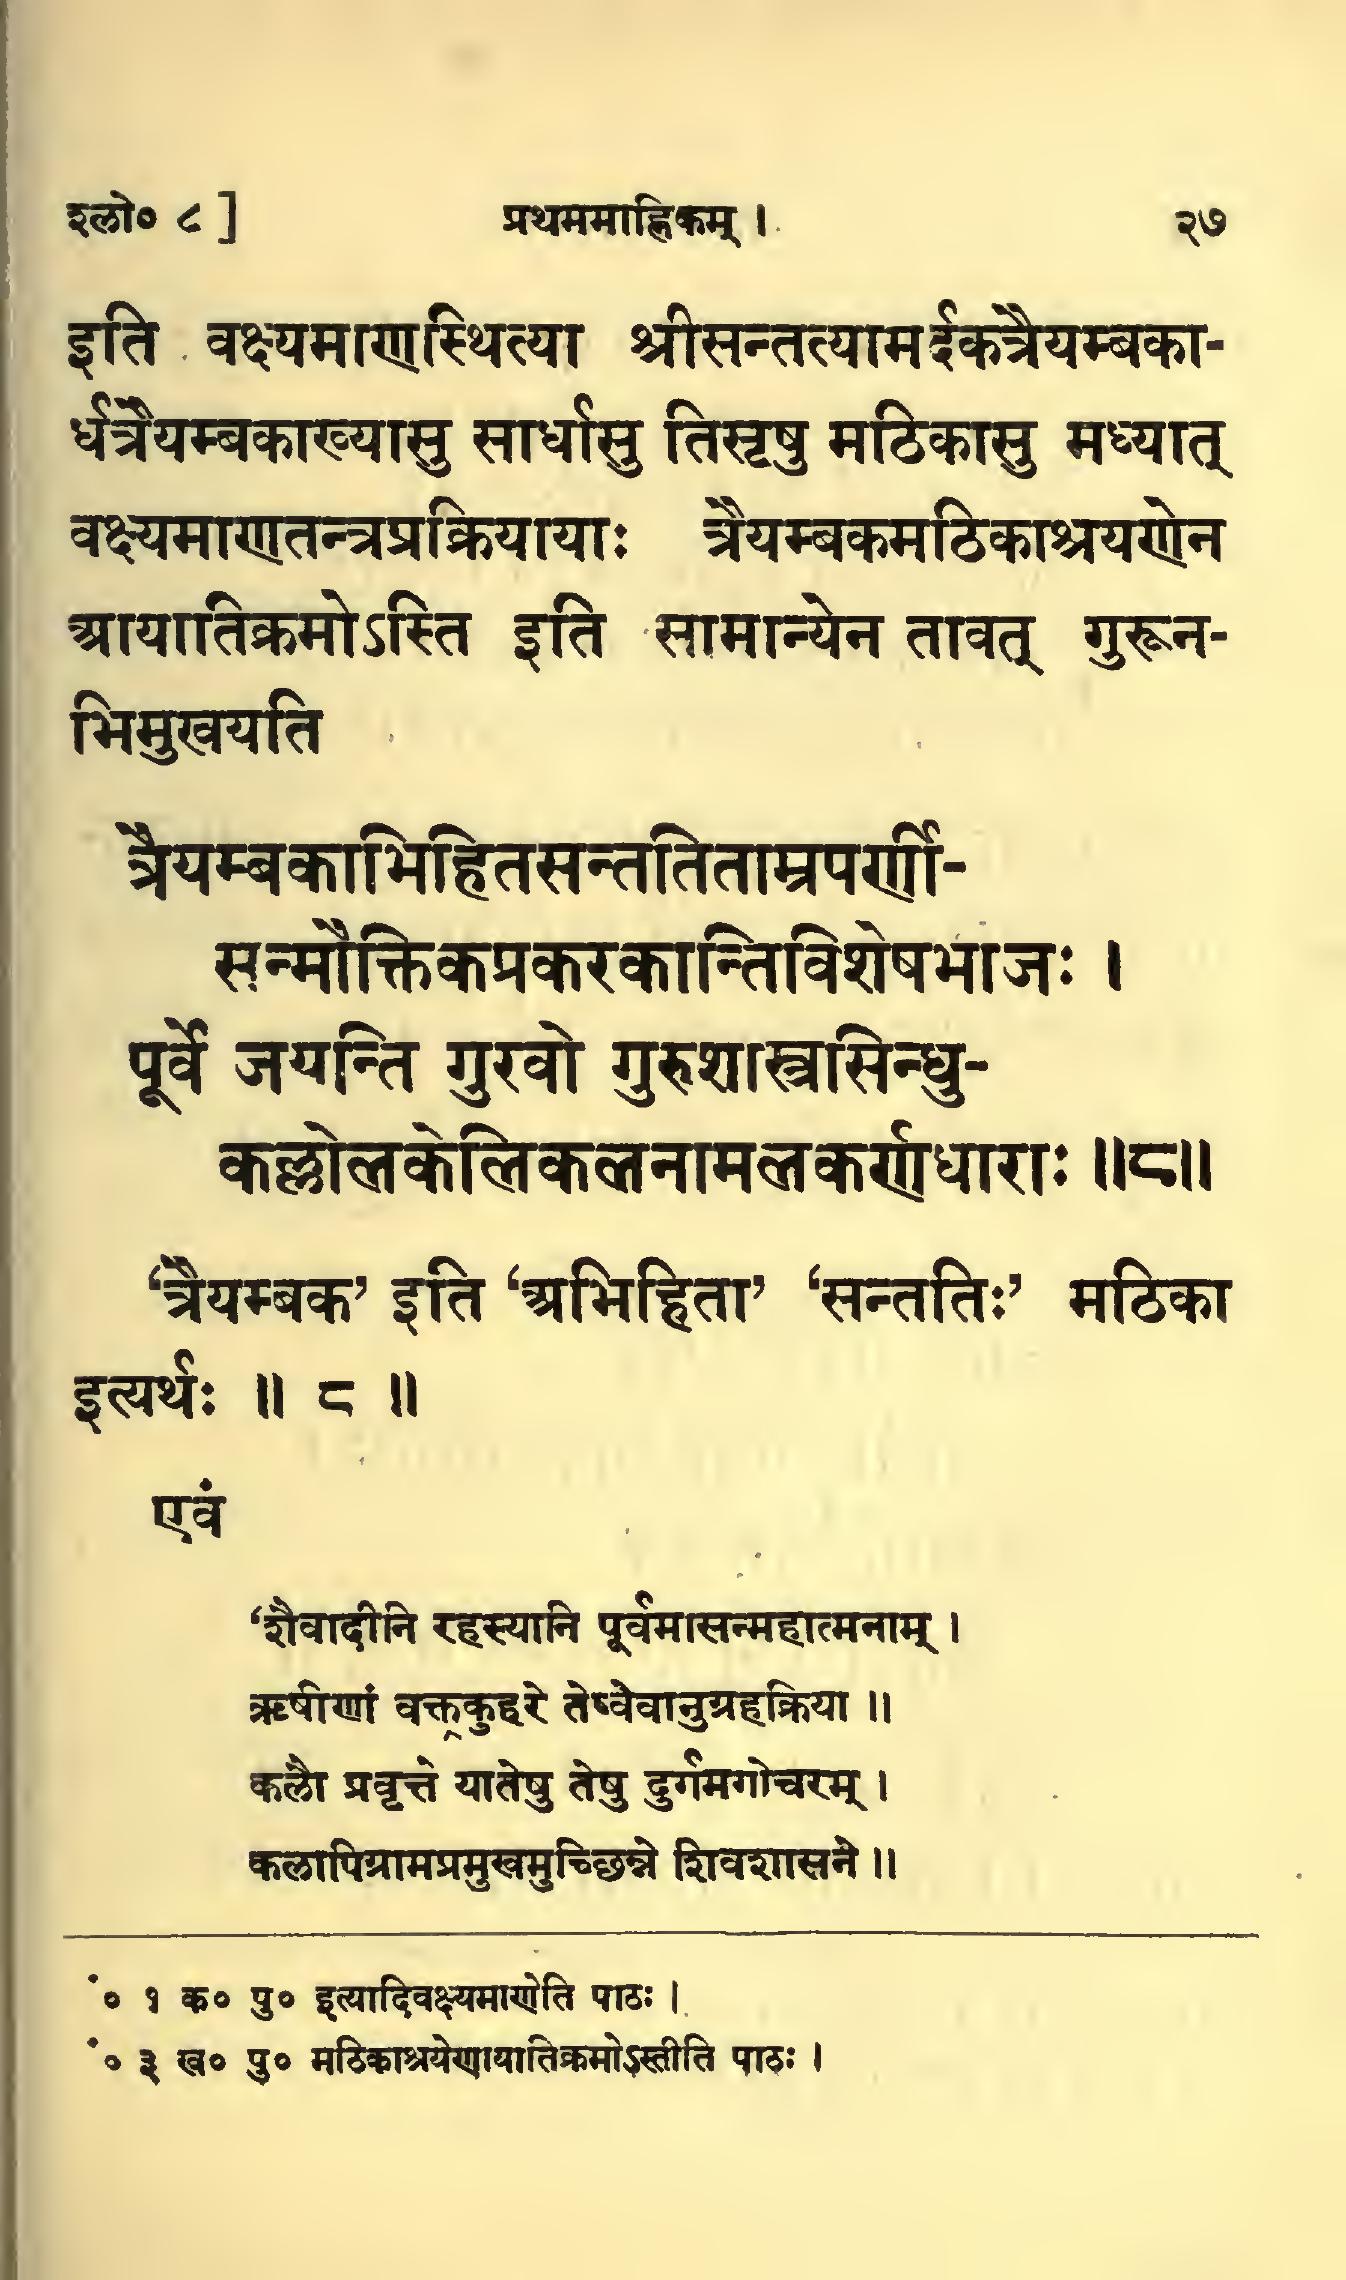 श्लो० ८ ] प्रथममाह्निकम् । २७
इति वक्ष्यमाणस्थित्या श्रीसन्तत्यामर्दकत्रैयम्बका-
र्धत्रैयम्बकाख्यासु सार्धासु तिसृषु मठिकासु मध्यात्
वक्ष्यमाणतन्त्रप्रक्रियायाः त्रैयम्बकमठिकाश्रयणेन
आयातिक्रमोऽस्ति इति सामान्येन तावत् गुरून-
भिमुखयति
त्रैयम्बकाभिहितसन्ततिताम्रपर्णी-
सन्मौक्तिकप्रकरकान्तिविशेषभाजः ।
पूर्वे जयन्ति गुरवो गुरुशास्त्रसिन्धु-
कल्लोलकेलिकलनामलकर्णधाराः ॥८॥
‘त्रैयम्बक’ इति ‘अभिहिता’ ‘सन्ततिः’ मठिका
इत्यर्थः ॥ ८ ॥
एवं
‘शैवादीनि रहस्यानि पूर्वमासन्महात्मनाम् ।
ऋषीणां वक्त्रकुहरे तेष्वेवानुग्रहक्रिया ॥
कलौ प्रवृत्ते यातेषु तेषु दुर्गमगोचरम् ।
कलापिग्रामप्रमुखमुच्छिन्ने शिवशासने ॥
० १ क० पु० इत्यादिवक्ष्यमाणेति पाठः ।
० ३ ख० पु० मठिकाश्रयेणायातिक्रमोऽस्तीति पाठः ।